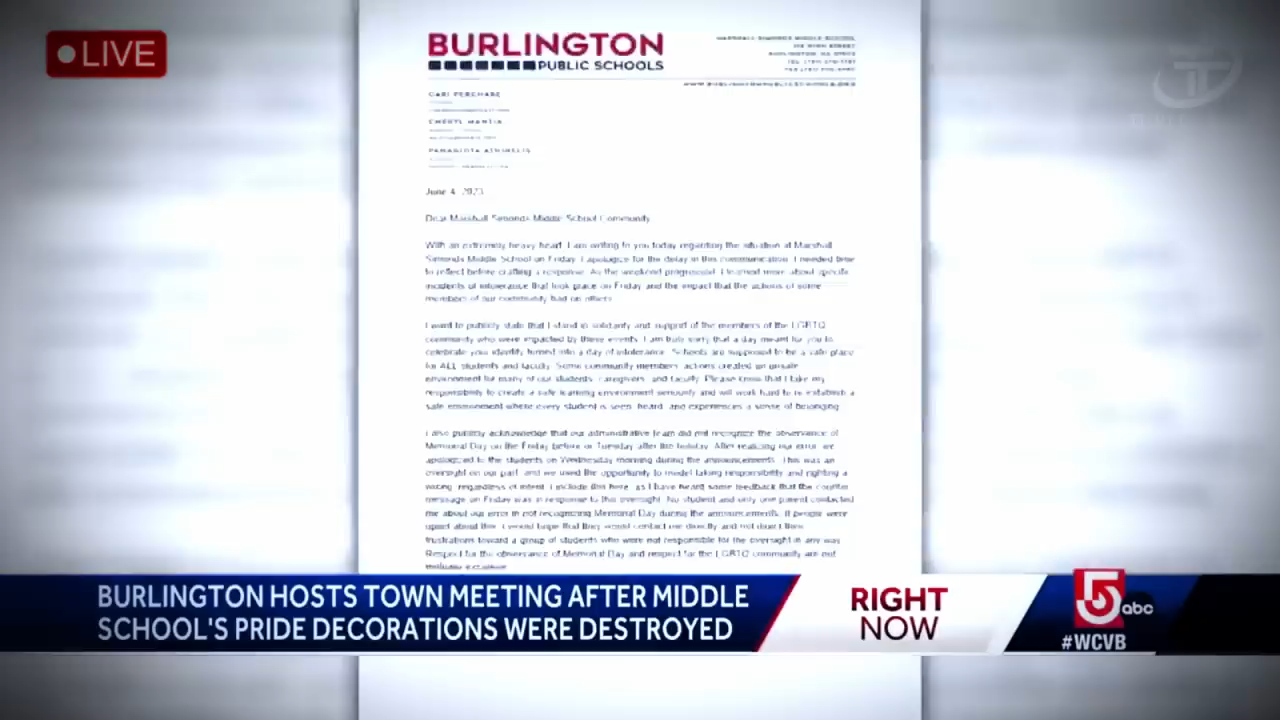 LIVE
BURLINGTON
PUBLIC SCHOOLS
CARI PERCHASE
CHERYL
June 4, 2023
Dear Marshall Simonds Middle School Community
With an extremely heavy heart, I am writing to you today regarding the situation at Marshall
Simonds Middle School on Friday. I apologize for the delay in this communication. I needed time
to reflect before crafting a response. As the weekend progressed, I learned more about specific
incidents of intolerance that took place on Friday and the impact that the actions of some
members of our community had on others.
I want to publicly state that I stand in solidarity and support of the members of the LGBTQ
community who were impacted by these events. I am truly sorry that a day meant for you to
celebrate your identity turned into a day of intolerance. Schools are supposed to be a safe place
for ALL students and faculty. Some community members' actions created an unsafe
environment for many of our students, caregivers, and faculty. Please know that I take my
responsibility to create a safe learning environment seriously and will work hard to re-establish a
safe environment where every student is seen, heard, and experiences a sense of belonging.
I also publicly acknowledge that our administrative team did not recognize the observance of
Memorial Day on the Friday before or Tuesday after the holiday. After realizing our error, we
apologized to the students on Wednesday morning during the announcements. This was an
oversight on our part, and we used the opportunity to model taking responsibility and righting a
wrong, regardless of intent. I include this here, as I have heard some feedback that the counter
message on Friday was in response to this oversight. No student and only one parent contacted
me about our error in not recognizing Memorial Day during the announcements. If people were
upset about this, I would hope that they would contact me directly and not direct their
frustrations toward a group of students who were not responsible for the oversight in any way.
Respect for the observance of Memorial Day and respect for the LGBTQ community are not
mutually exclusive.
BURLINGTON HOSTS TOWN MEETING AFTER MIDDLE
SCHOOL'S PRIDE DECORATIONS WERE DESTROYED
RIGHT
NOW
5 abc
#WCVB